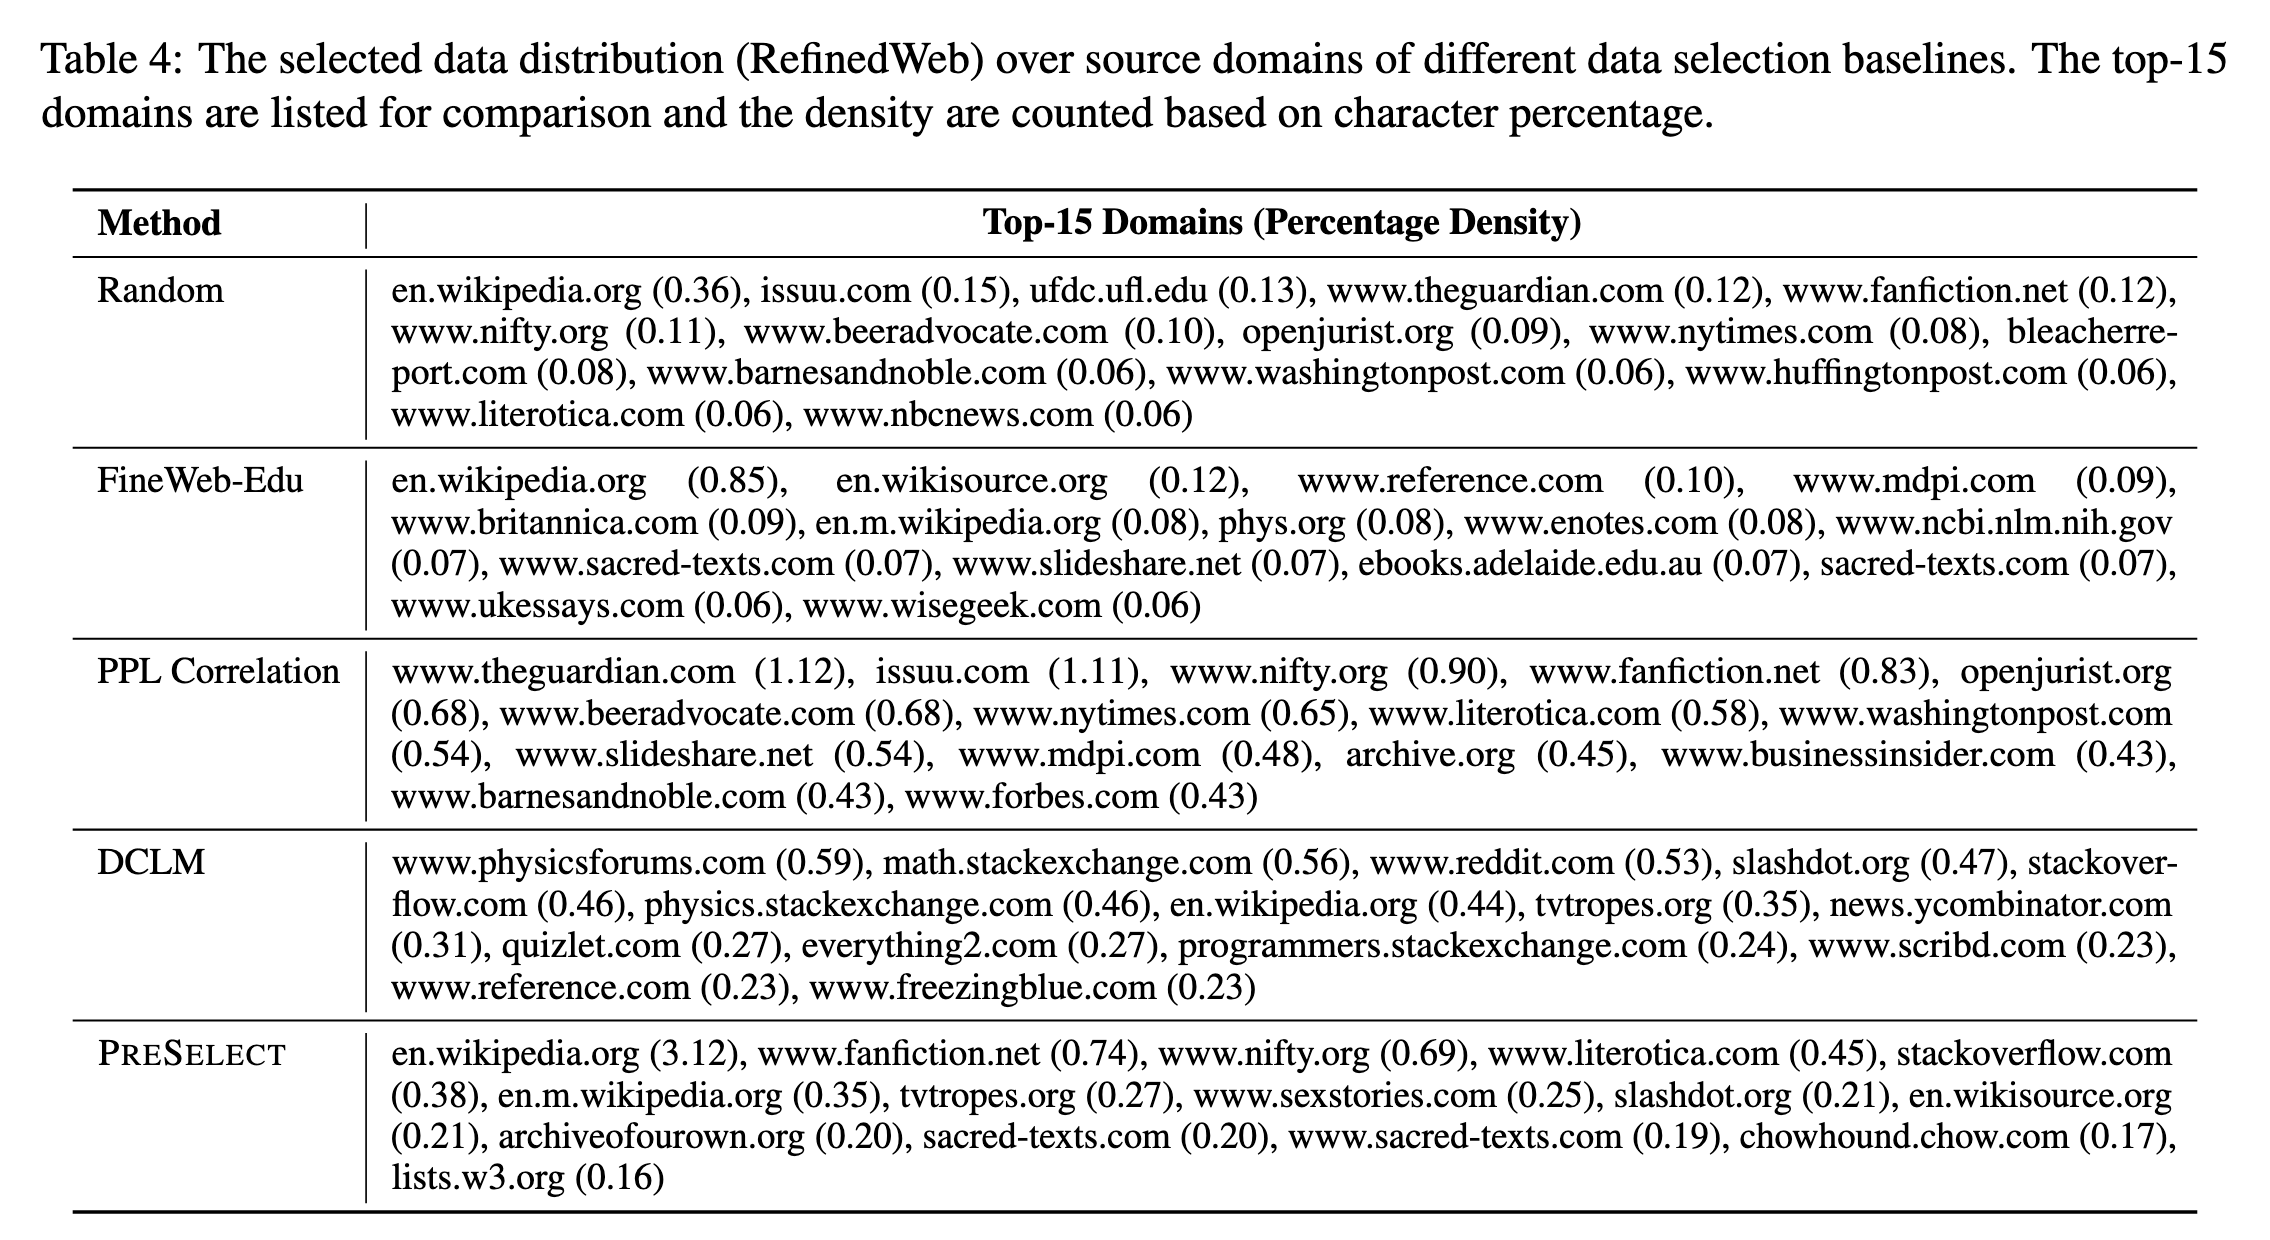 Table 4: The selected data distribution (RefinedWeb) over source domains of different data selection baselines. The top-15
domains are listed for comparison and the density are counted based on character percentage.
Method Top-15 Domains (Percentage Density)
Random en.wikipedia.org (0.36), issuu.com (0.15), ufdc.ufl.edu (0.13), www.theguardian.com (0.12), www.fanfiction.net (0.12),
www.nifty.org (0.11), www.beeradvocate.com (0.10), openjurist.org (0.09), www.nytimes.com (0.08), bleacherre-
port.com (0.08), www.barnesandnoble.com (0.06), www.washingtonpost.com (0.06), www.huffingtonpost.com (0.06),
www.literotica.com (0.06), www.nbcnews.com (0.06)
FineWeb-Edu en.wikipedia.org (0.85), en.wikisource.org (0.12), www.reference.com (0.10), www.mdpi.com (0.09),
www.britannica.com (0.09), en.m.wikipedia.org (0.08), phys.org (0.08), www.enotes.com (0.08), www.ncbi.nlm.nih.gov
(0.07), www.sacred-texts.com (0.07), www.slideshare.net (0.07), ebooks.adelaide.edu.au (0.07), sacred-texts.com (0.07),
www.ukessays.com (0.06), www.wisegeek.com (0.06)
PPL Correlation www.theguardian.com (1.12), issuu.com (1.11), www.nifty.org (0.90), www.fanfiction.net (0.83), openjurist.org
(0.68), www.beeradvocate.com (0.68), www.nytimes.com (0.65), www.literotica.com (0.58), www.washingtonpost.com
(0.54), www.slideshare.net (0.54), www.mdpi.com (0.48), archive.org (0.45), www.businessinsider.com (0.43),
www.barnesandnoble.com (0.43), www.forbes.com (0.43)
DCLM www.physicsforums.com (0.59), math.stackexchange.com (0.56), www.reddit.com (0.53), slashdot.org (0.47), stackover-
flow.com (0.46), physics.stackexchange.com (0.46), en.wikipedia.org (0.44), tvtropes.org (0.35), news.ycombinator.com
(0.31), quizlet.com (0.27), everything2.com (0.27), programmers.stackexchange.com (0.24), www.scribd.com (0.23),
www.reference.com (0.23), www.freezingblue.com (0.23)
PRESELECT en.wikipedia.org (3.12), www.fanfiction.net (0.74), www.nifty.org (0.69), www.literotica.com (0.45), stackoverflow.com
(0.38), en.m.wikipedia.org (0.35), tvtropes.org (0.27), www.sexstories.com (0.25), slashdot.org (0.21), en.wikisource.org
(0.21), archiveofourown.org (0.20), sacred-texts.com (0.20), www.sacred-texts.com (0.19), chowhound.chow.com (0.17),
lists.w3.org (0.16)